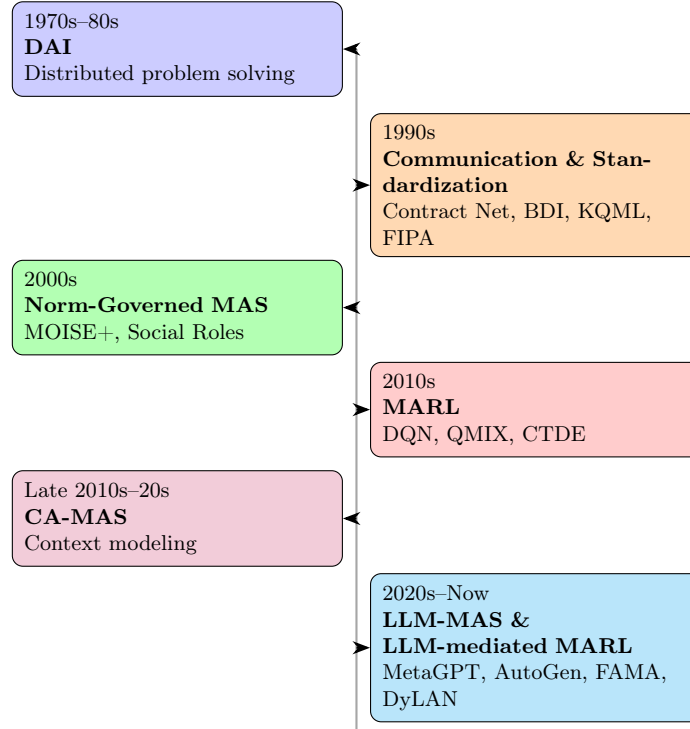 1970s–80s
DAI
Distributed problem solving
1990s
Communication & Stan-
dardization
Contract Net, BDI, KQML,
FIPA
2000s
Norm-Governed MAS
MOISE+, Social Roles
2010s
MARL
DQN, QMIX, CTDE
Late 2010s–20s
CA-MAS
Context modeling
2020s–Now
LLM-MAS &
LLM-mediated MARL
MetaGPT, AutoGen, FAMA,
DyLAN